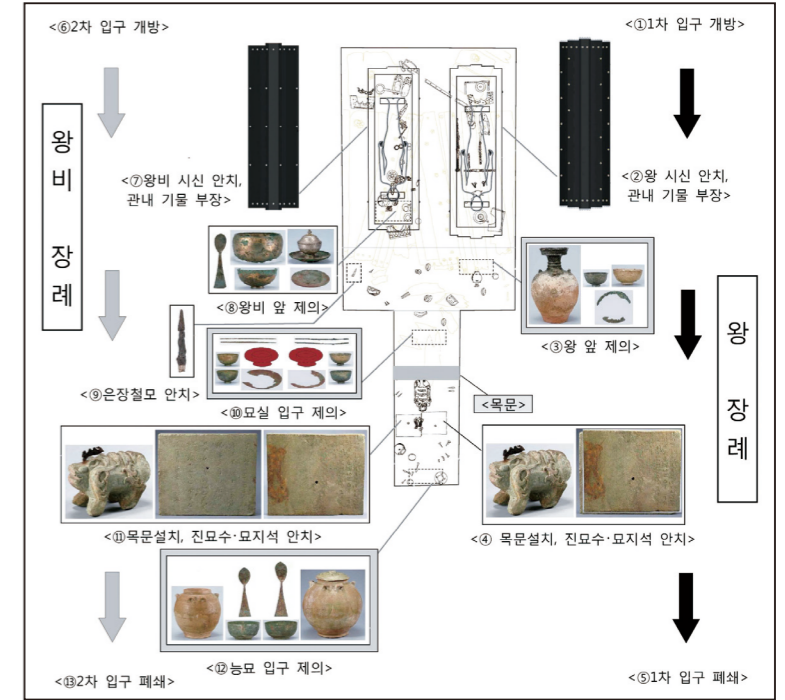 <⑥2차 입구 개방>
<①1차 입구 개방>
왕비 장례
<⑦왕비 시신 안치,
관내 기물 부장>
<②왕 시신 안치,
관내 기물 부장>
<⑧왕비 앞 제의>
<③왕 앞 제의>
왕 장례
<⑨은장철모 안치>
<⑩묘실 입구 제의>
<목문>
<⑪목문설치, 진묘수·묘지석 안치>
<④ 목문설치, 진묘수·묘지석 안치>
<⑫능묘 입구 제의>
<⑬2차 입구 폐쇄>
<⑤1차 입구 폐쇄>